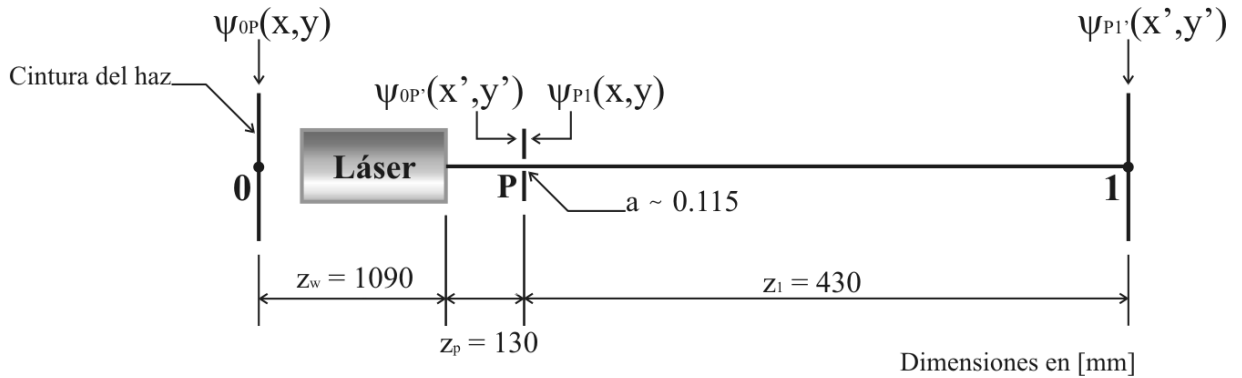 ψ₀ₚ(x,y)
ψₚ₁’(x’,y’)
Cintura del haz
ψ₀ₚ’(x’,y’)
ψₚ₁(x,y)
Láser
0
P
1
a ~ 0.115
z_w = 1090
z₁ = 430
zₚ = 130
Dimensiones en [mm]